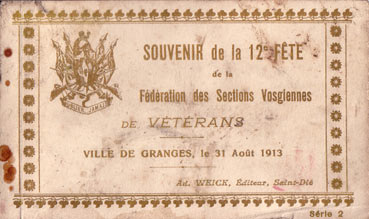 SOUVENIR de la 12e FÊTE
de la
Fédération des Sections Vosgiennes
DE VÉTÉRANS
VILLE DE GRANGES, le 31 Août 1913
Ad. WEICK, Éditeur, Saint-Dié
Série 2